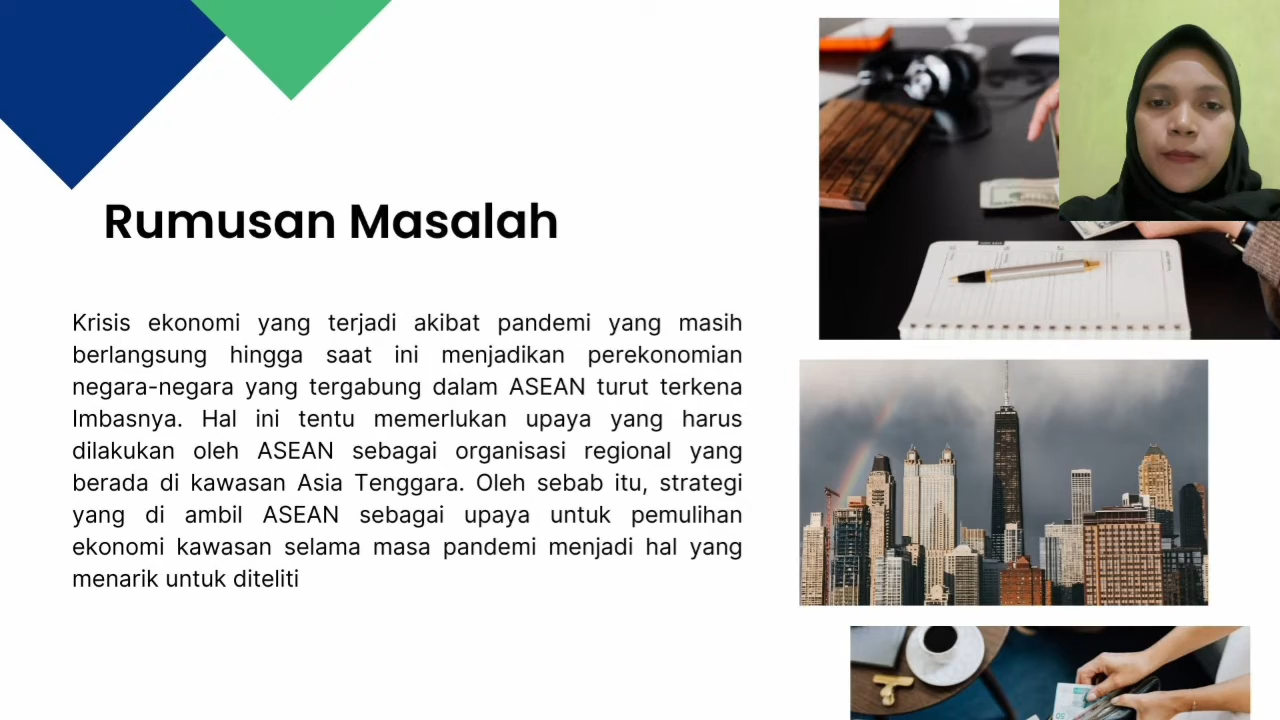 Rumusan Masalah
Krisis ekonomi yang terjadi akibat pandemi yang masih
berlangsung hingga saat ini menjadikan perekonomian
negara-negara yang tergabung dalam ASEAN turut terkena
Imbasnya. Hal ini tentu memerlukan upaya yang harus
dilakukan oleh ASEAN sebagai organisasi regional yang
berada di kawasan Asia Tenggara. Oleh sebab itu, strategi
yang di ambil ASEAN sebagai upaya untuk pemulihan
ekonomi kawasan selama masa pandemi menjadi hal yang
menarik untuk diteliti